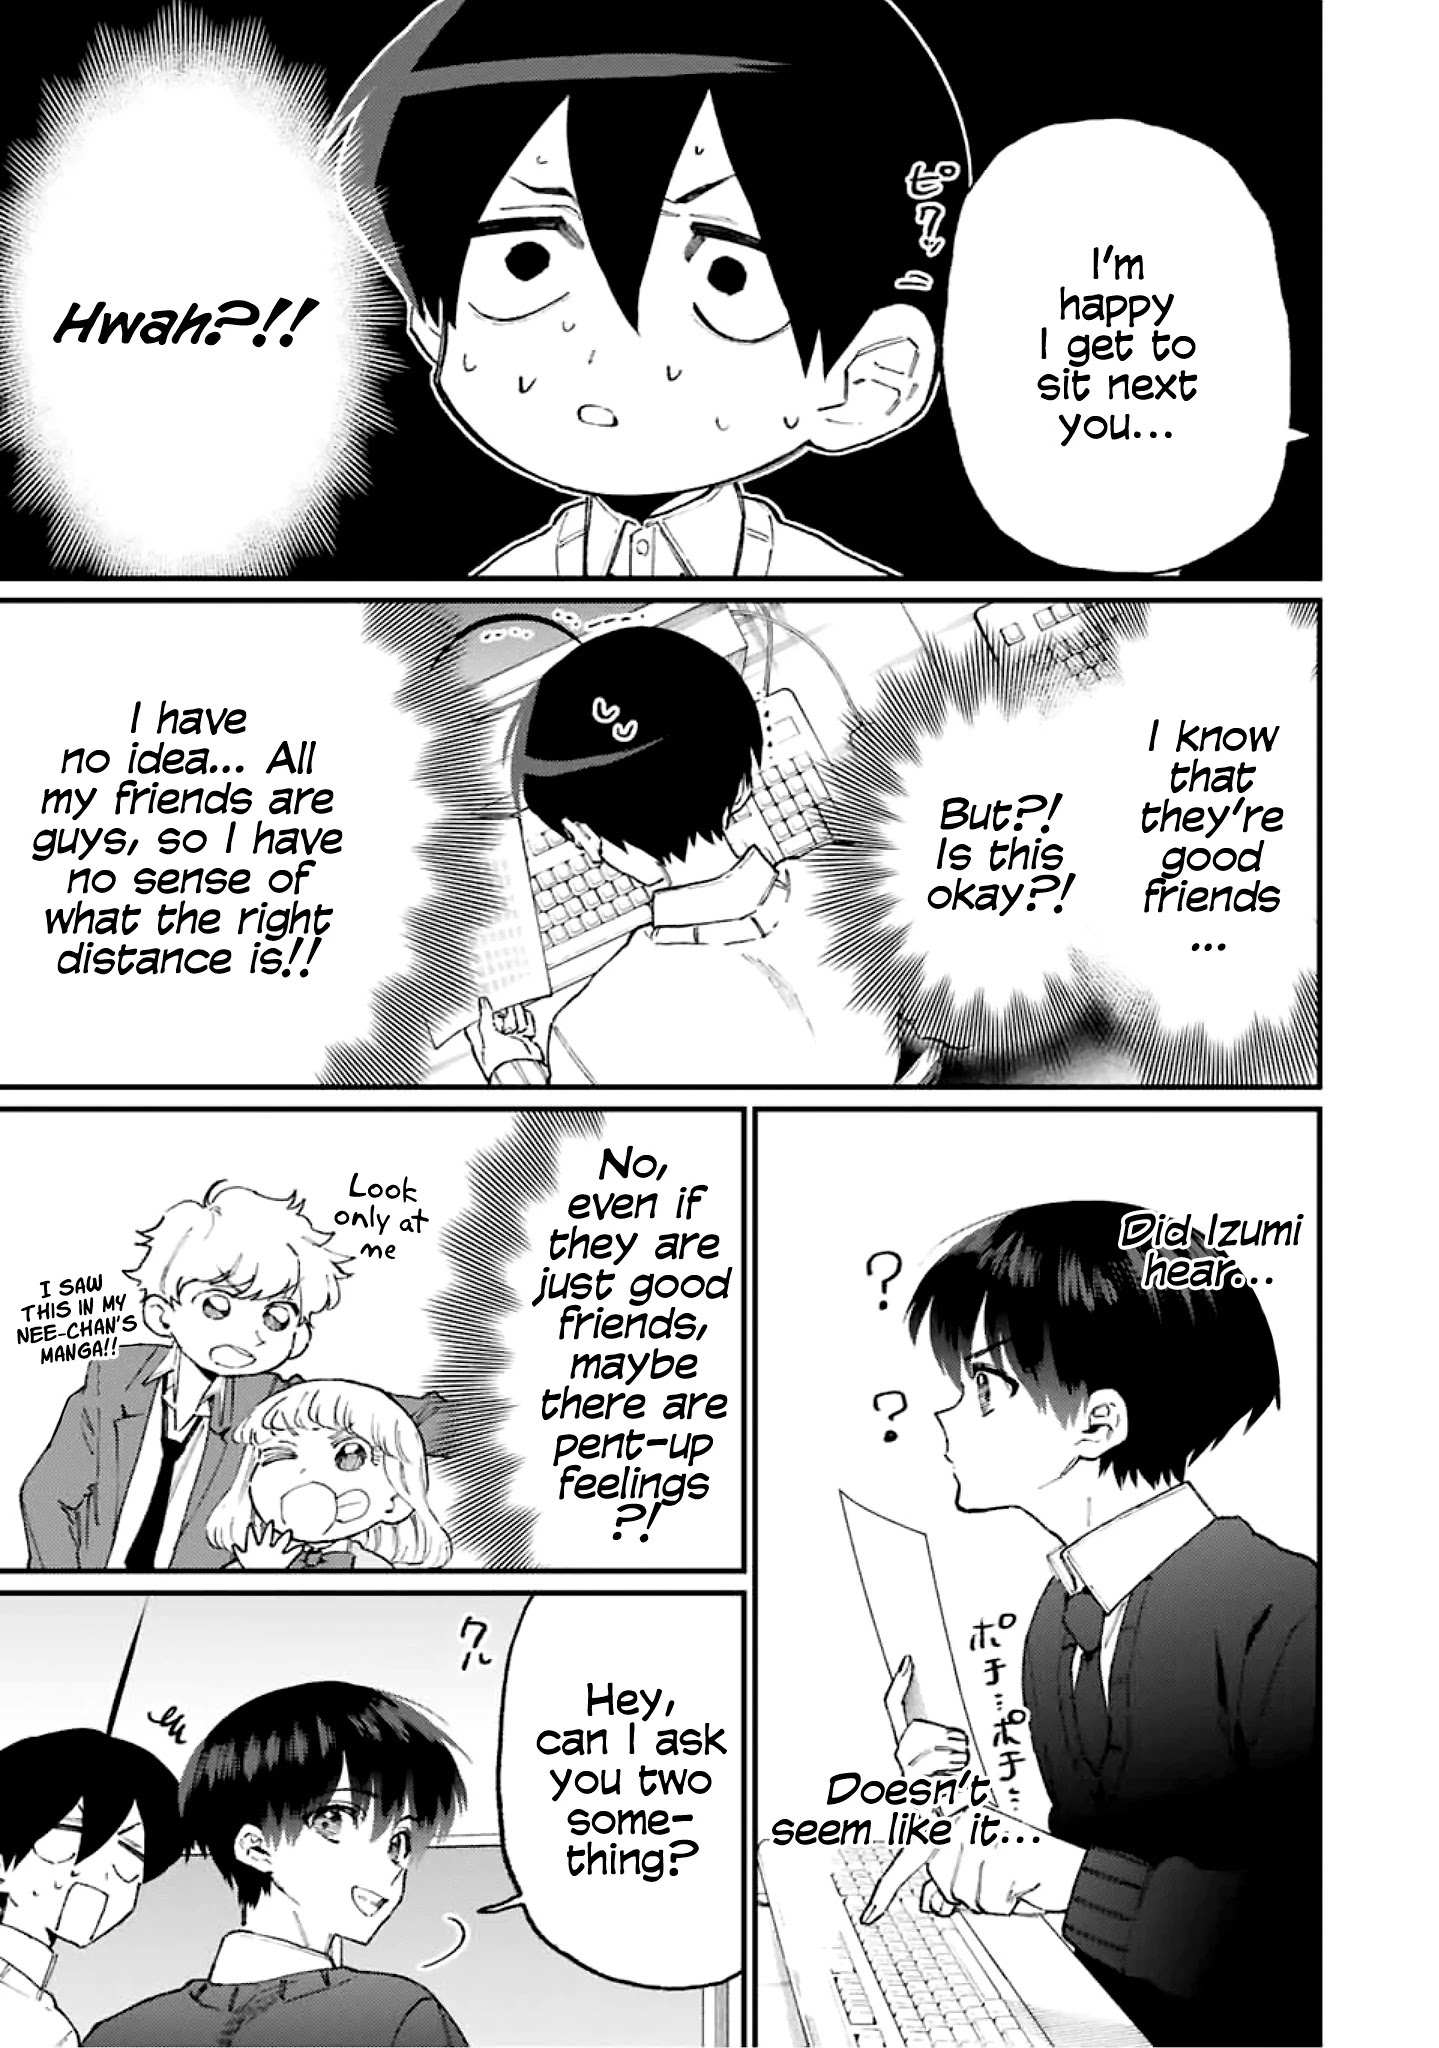 I'm
happy
I get to
sit next
you...
ピクッ
Hwah?!!
I know
that
they're
good
friends
...
But?!
Is this
okay?!
I have
no idea... All
my friends are
guys, so I have
no sense of
what the right
distance is!!
Did Izumi
hear...
?
?
ポチ...ポチ...
Doesn't
seem like it...
No,
even if
they are
just good
friends,
maybe
there are
pent-up
feelings
?!
Look
only at
me
I SAW
THIS IN MY
NEE-CHAN'S
MANGA!!
Hey,
can I ask
you two
some-
thing?
クル